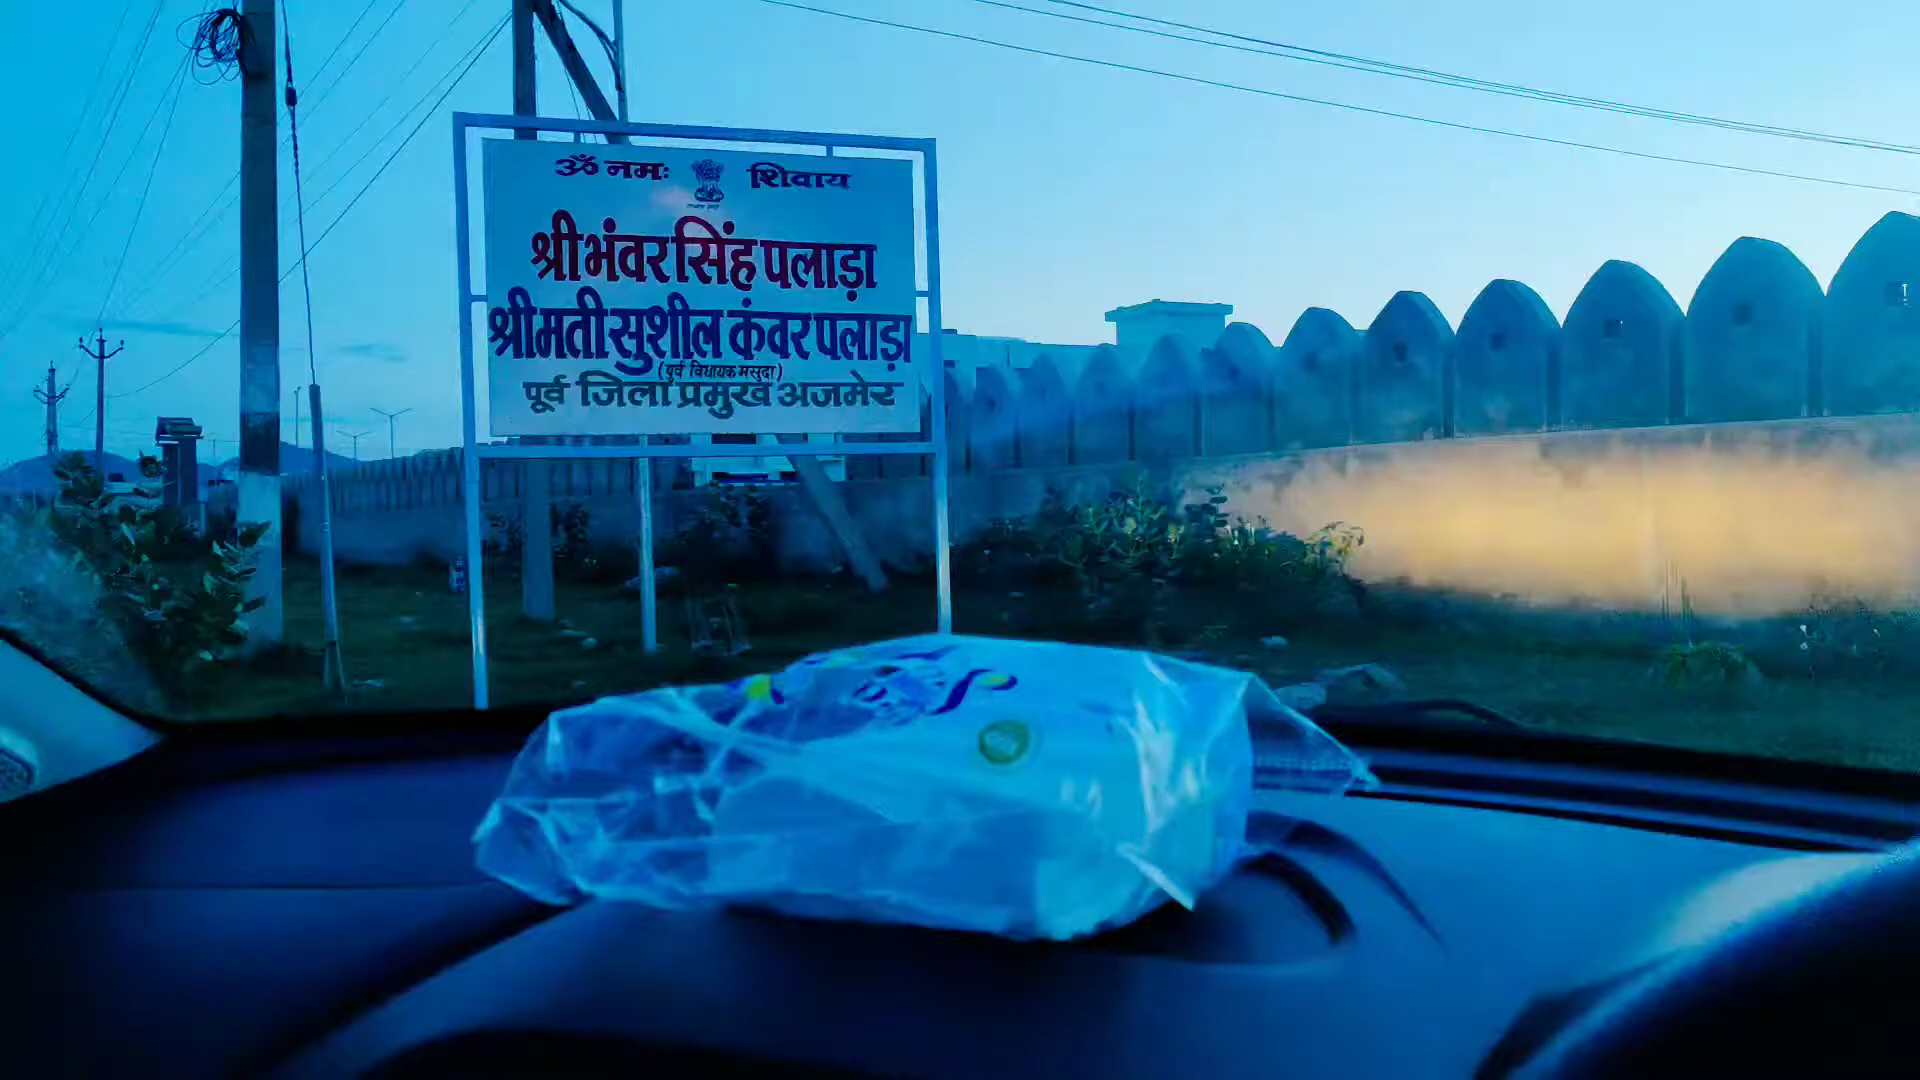 ॐ नमः शिवाय
श्री भंवर सिंह पलाड़ा
श्रीमती सुशील कंवर पलाड़ा
(पुर्व विधायक मसुदा)
पूर्व जिला प्रमुख अजमेर